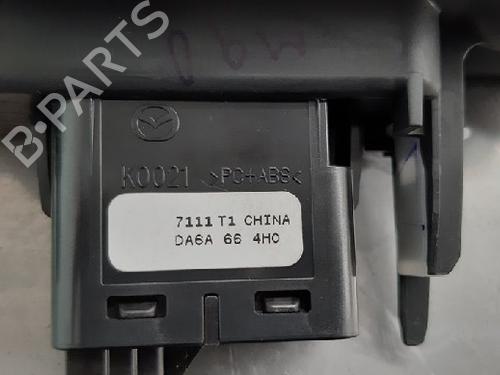 B-PARTS
K0021 >PC+ABS<
7111 T1 CHINA
DA6A 66 4H0